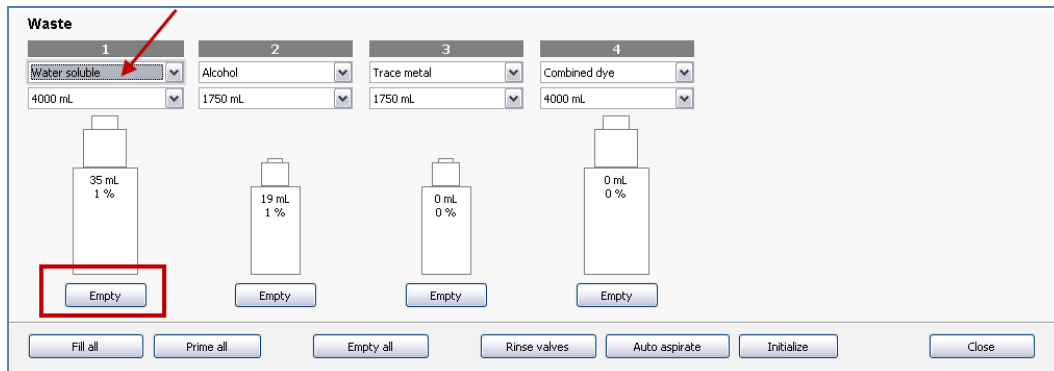 Waste
1 2 3 4
Water soluble Alcohol Trace metal Combined dye
4000 mL 1750 mL 1750 mL 4000 mL
35 mL 19 mL 0 mL 0 mL
1 % 1 % 0 % 0 %
Empty Empty Empty Empty
Fill all Prime all Empty all Rinse valves Auto aspirate Initialize Close